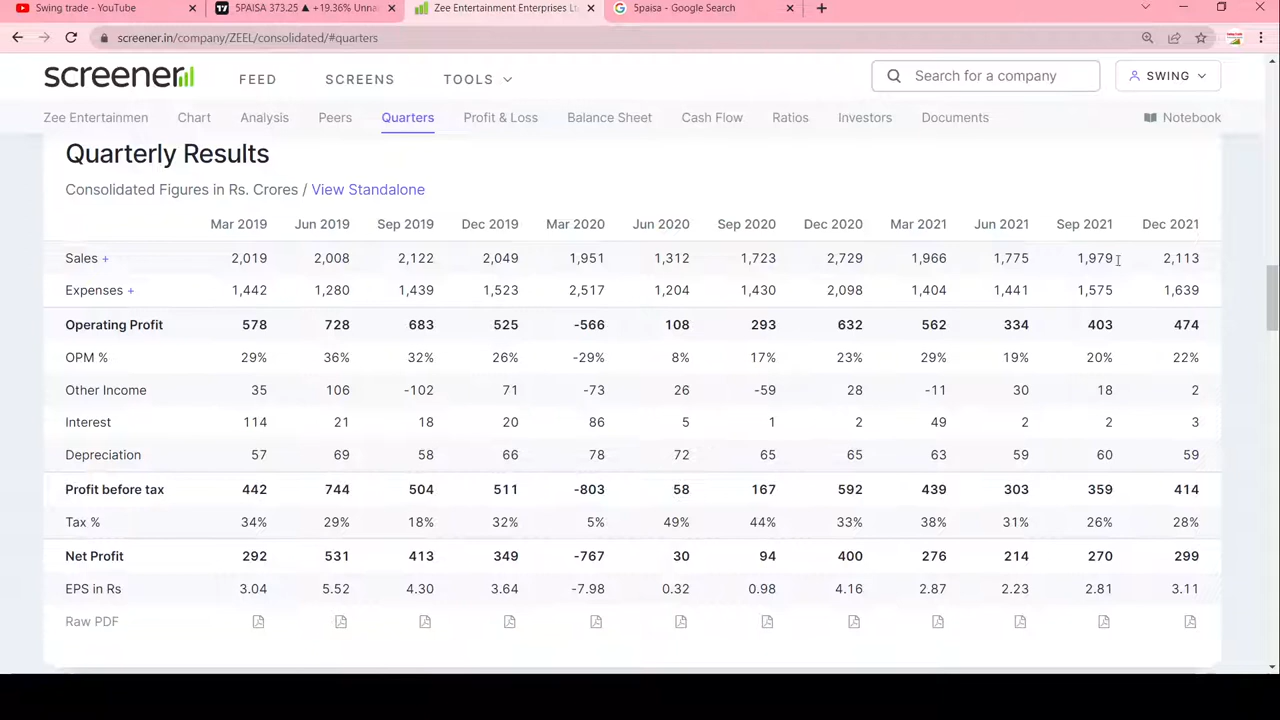 Swing trade - YouTube
5PAISA 373.25 ▲ +19.36% Unna
Zee Entertainment Enterprises Lt
5paisa - Google Search
screener.in/company/ZEEL/consolidated/#quarters
screener FEED SCREENS TOOLS Search for a company SWING
Zee Entertainmen Chart Analysis Peers Quarters Profit & Loss Balance Sheet Cash Flow Ratios Investors Documents Notebook
Quarterly Results
Consolidated Figures in Rs. Crores / View Standalone
Mar 2019 Jun 2019 Sep 2019 Dec 2019 Mar 2020 Jun 2020 Sep 2020 Dec 2020 Mar 2021 Jun 2021 Sep 2021 Dec 2021
Sales + 2,019 2,008 2,122 2,049 1,951 1,312 1,723 2,729 1,966 1,775 1,979 2,113
Expenses + 1,442 1,280 1,439 1,523 2,517 1,204 1,430 2,098 1,404 1,441 1,575 1,639
Operating Profit 578 728 683 525 -566 108 293 632 562 334 403 474
OPM % 29% 36% 32% 26% -29% 8% 17% 23% 29% 19% 20% 22%
Other Income 35 106 -102 71 -73 26 -59 28 -11 30 18 2
Interest 114 21 18 20 86 5 1 2 49 2 2 3
Depreciation 57 69 58 66 78 72 65 65 63 59 60 59
Profit before tax 442 744 504 511 -803 58 167 592 439 303 359 414
Tax % 34% 29% 18% 32% 5% 49% 44% 33% 38% 31% 26% 28%
Net Profit 292 531 413 349 -767 30 94 400 276 214 270 299
EPS in Rs 3.04 5.52 4.30 3.64 -7.98 0.32 0.98 4.16 2.87 2.23 2.81 3.11
Raw PDF